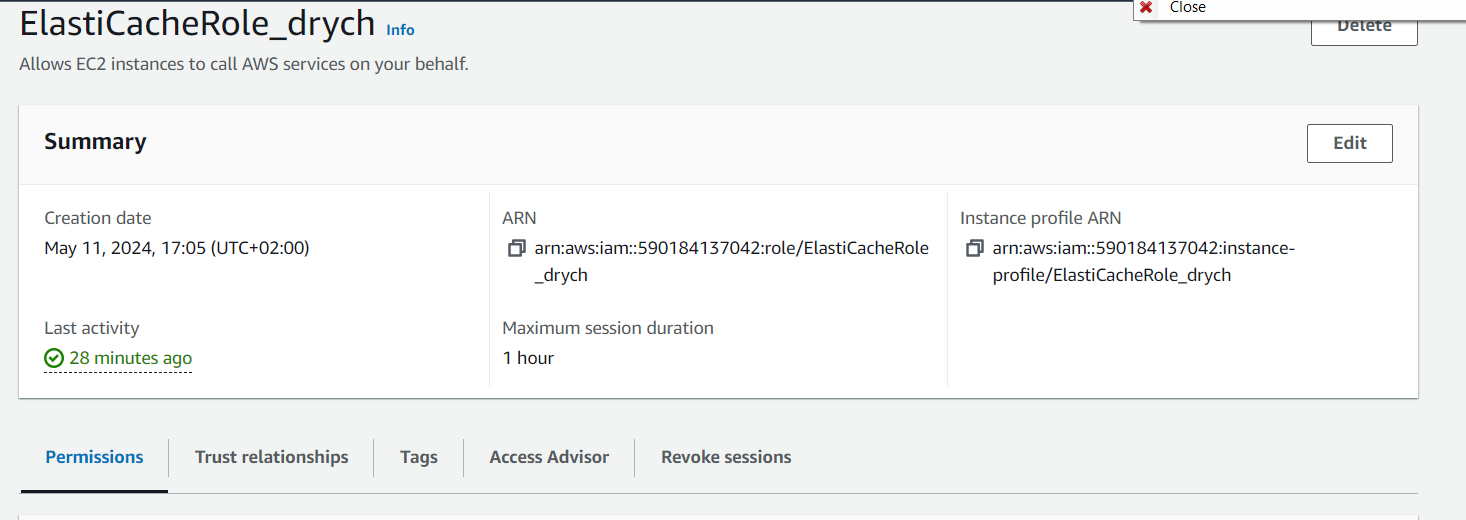 Close
ElastiCacheRole_drych Info
Delete
Allows EC2 instances to call AWS services on your behalf.
Summary
Edit
Creation date
May 11, 2024, 17:05 (UTC+02:00)
ARN
arn:aws:iam::590184137042:role/ElastiCacheRole
_drych
Instance profile ARN
arn:aws:iam::590184137042:instance-
profile/ElastiCacheRole_drych
Last activity
28 minutes ago
Maximum session duration
1 hour
Permissions
Trust relationships
Tags
Access Advisor
Revoke sessions